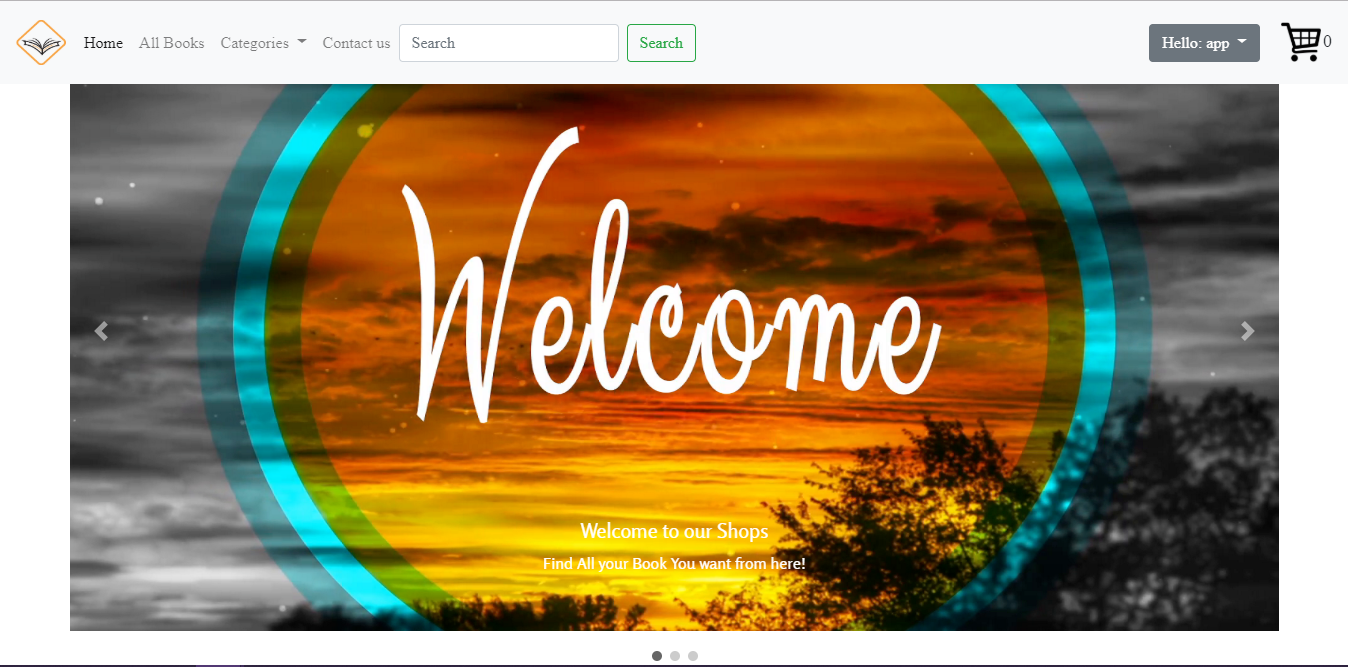 Home All Books Categories Contact us Search Search Hello: app 0
Welcome
Welcome to our Shops
Find All your Book You want from here!